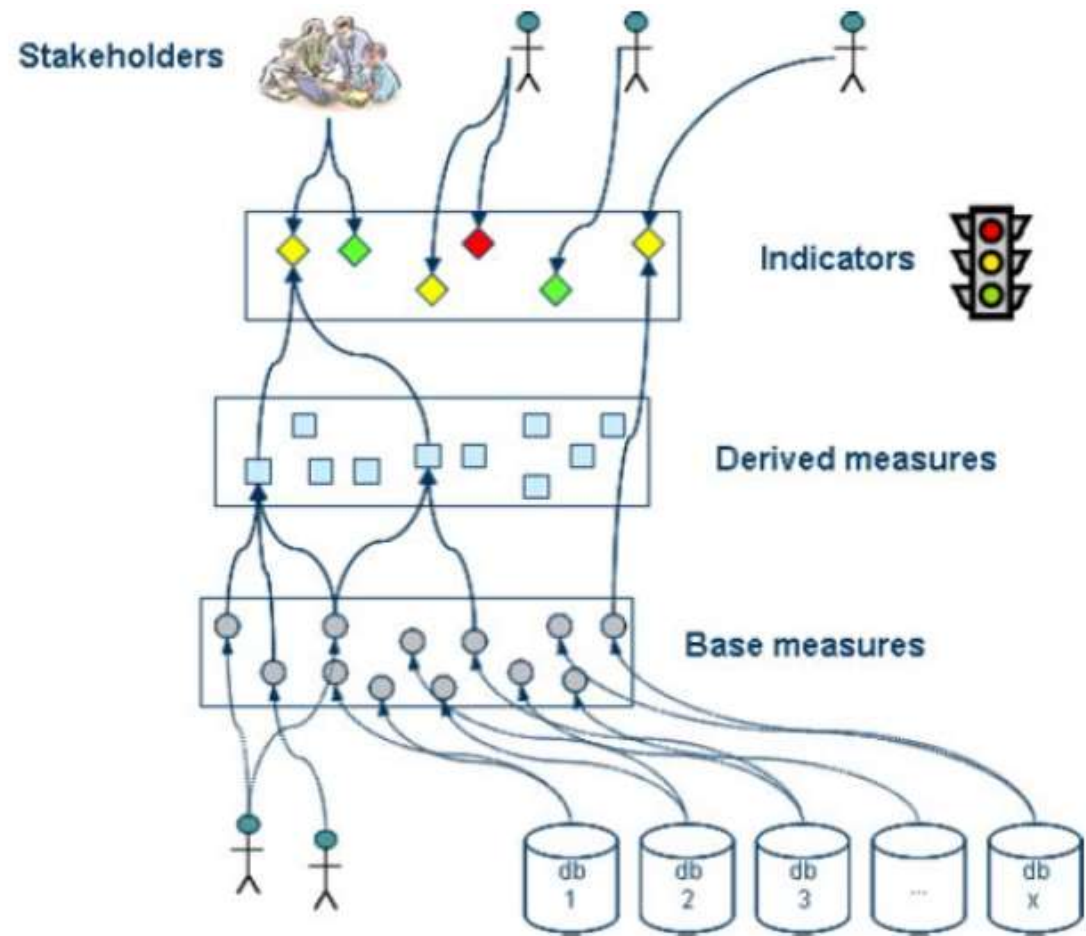 Stakeholders
Indicators
Derived measures
Base measures
db
1
db
2
db
3
...
db
x